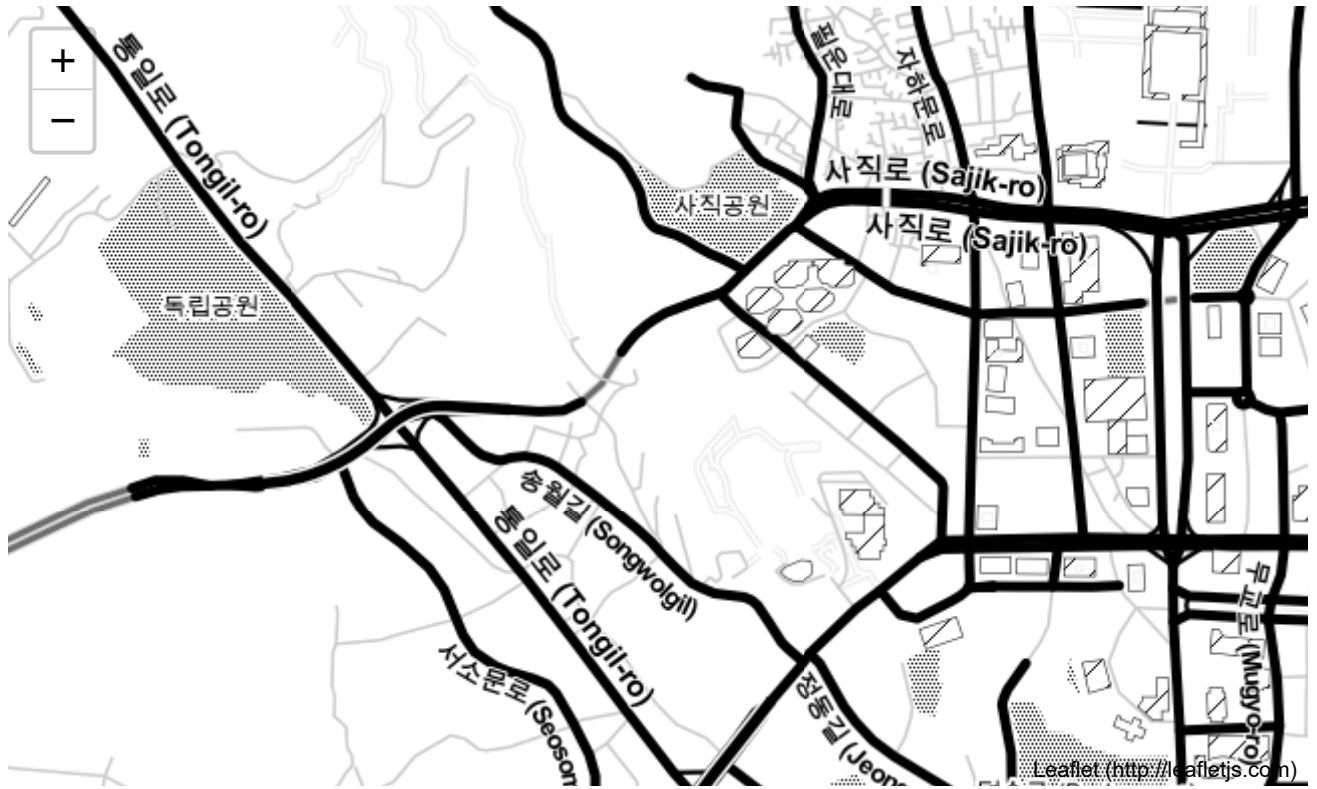 +
−
통일로 (Tongil-ro)
필운대로
자하문로
사직로 (Sajik-ro)
사직공원
사직로 (Sajik-ro)
독립공원
송월길 (Songwolgil)
통일로 (Tongil-ro)
서소문로 (Seosom
정동길 (Jeong
무교로 (Mugyo-ro)
Leaflet (http://leafletjs.com)